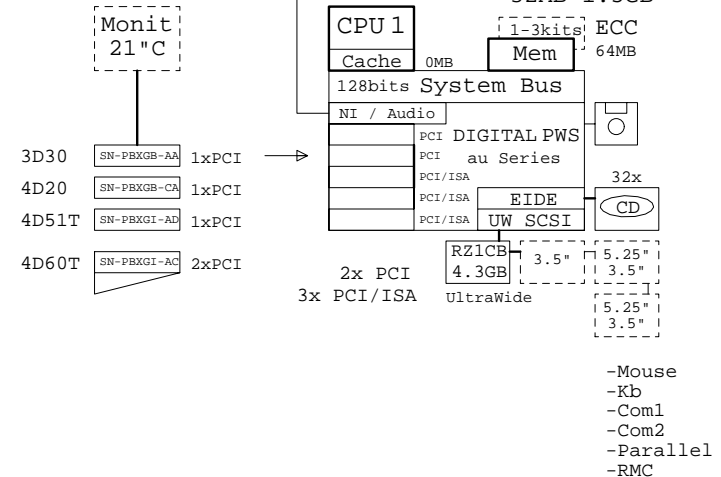 32MB-1.5GB
Monit
21"C
CPU 1
Cache
0MB
1-3kits
Mem
ECC
64MB
128bits System Bus
NI / Audio
PCI DIGITAL PWS
PCI au Series
PCI/ISA
PCI/ISA EIDE
PCI/ISA UW SCSI
32x
CD
3D30 SN-PBXGB-AA 1xPCI
4D20 SN-PBXGB-CA 1xPCI
4D51T SN-PBXGI-AD 1xPCI
4D60T SN-PBXGI-AC 2xPCI
2x PCI
3x PCI/ISA
RZ1CB
4.3GB
UltraWide
3.5"
5.25"
3.5"
5.25"
3.5"
-Mouse
-Kb
-Com1
-Com2
-Parallel
-RMC